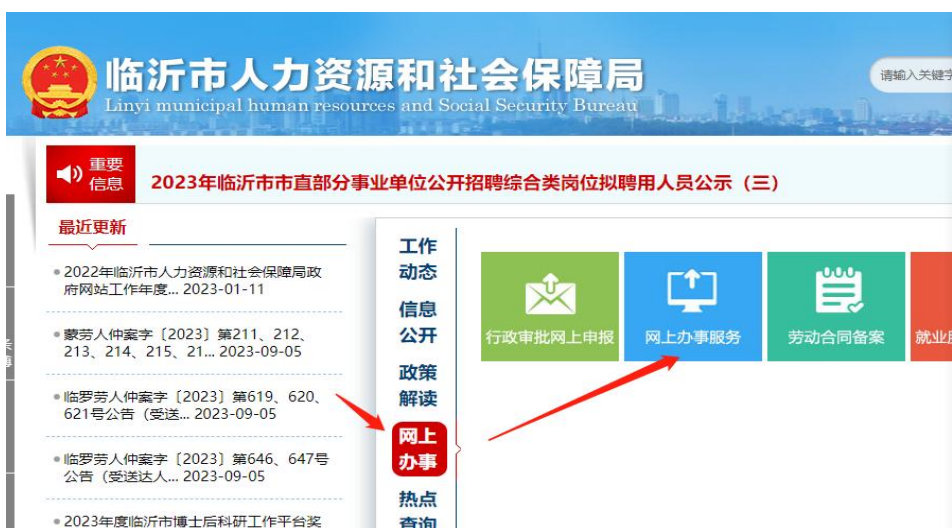 临沂市人力资源和社会保障局
Linyi municipal human resources and Social Security Bureau
请输入关键字
重要
信息
2023年临沂市市直部分事业单位公开招聘综合类岗位拟聘用人员公示（三）
最近更新
2022年临沂市人力资源和社会保障局政
府网站工作年度... 2023-01-11
蒙劳人仲案字〔2023〕第211、212、
213、214、215、21... 2023-09-05
临罗劳人仲案字〔2023〕第619、620、
621号公告（受送... 2023-09-05
临罗劳人仲案字〔2023〕第646、647号
公告（受送达人... 2023-09-05
2023年度临沂市博士后科研工作平台奖
工作
动态
信息
公开
政策
解读
网上
办事
热点
查询
行政审批网上申报
网上办事服务
劳动合同备案
就业